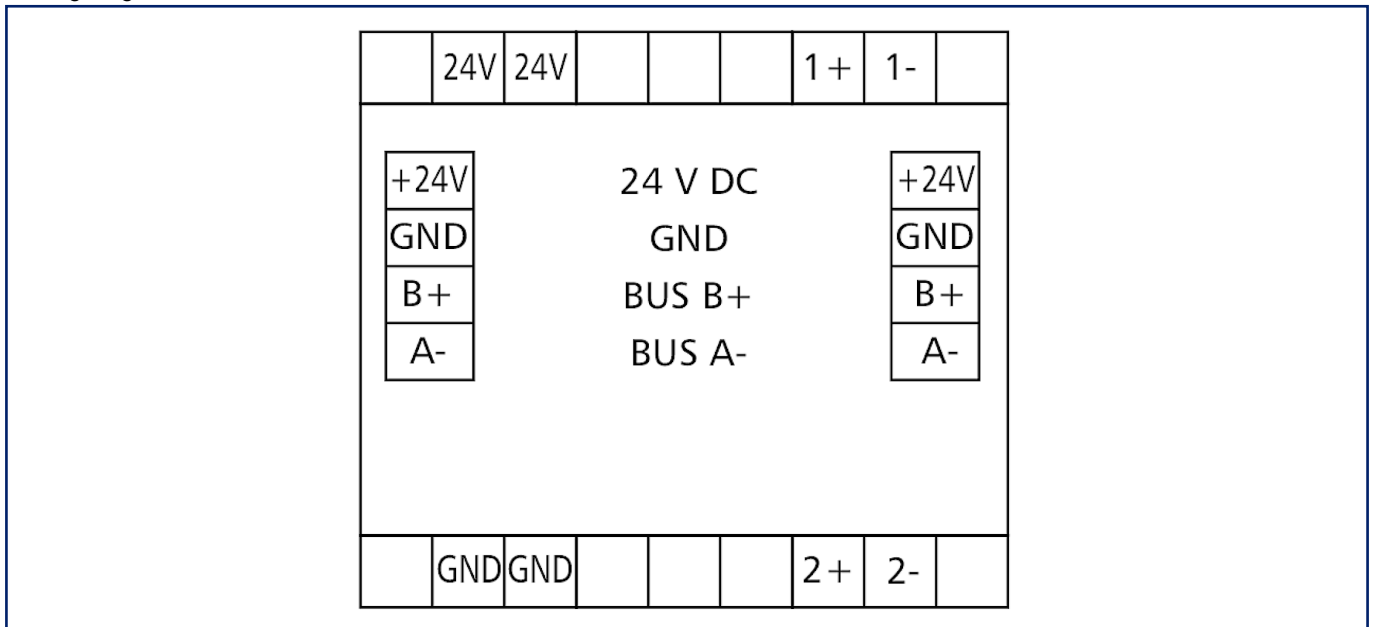 24V 24V 1+ 1-
+24V 24 V DC +24V
GND GND GND
B+ BUS B+ B+
A- BUS A- A-
GND GND 2+ 2-